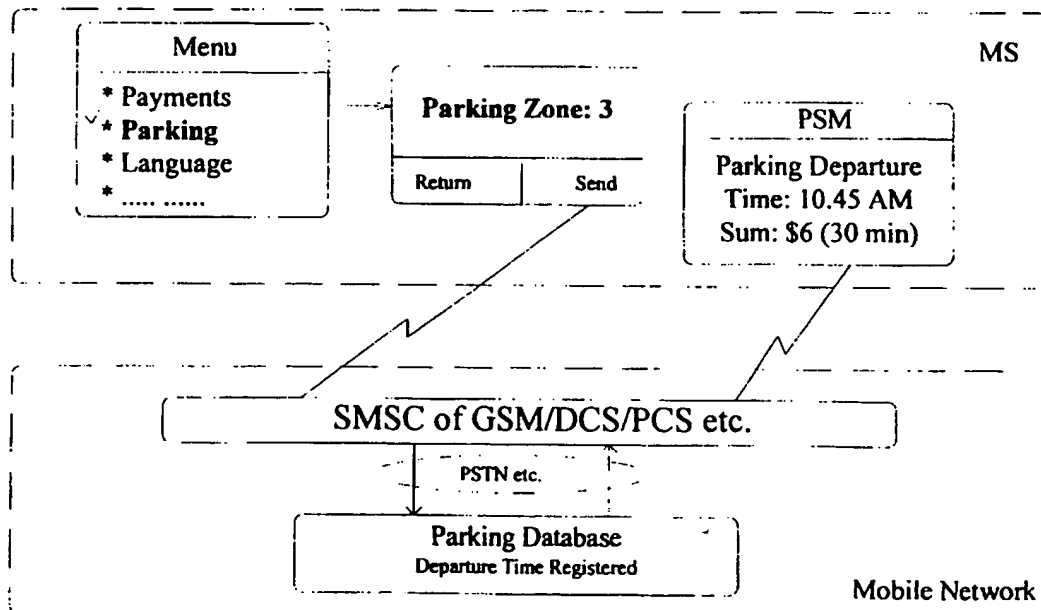 MS
Menu
* Payments
* Parking
* Language
* ..... ......
Parking Zone: 3
Return
Send
PSM
Parking Departure
Time: 10.45 AM
Sum: $6 (30 min)
SMSC of GSM/DCS/PCS etc.
PSTN etc.
Parking Database
Departure Time Registered
Mobile Network